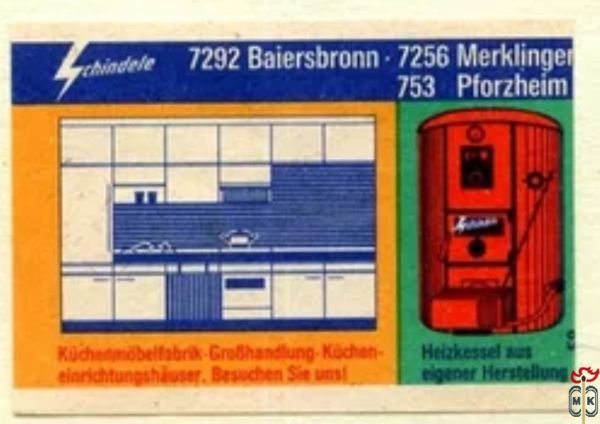 Schindele 7292 Baiersbronn · 7256 Merklingen
753 Pforzheim
Schindele
Küchenmöbelfabrik-Großhandlung-Küchen-
einrichtungshäuser. Besuchen Sie uns!
Heizkessel aus
eigener Herstellung
MK